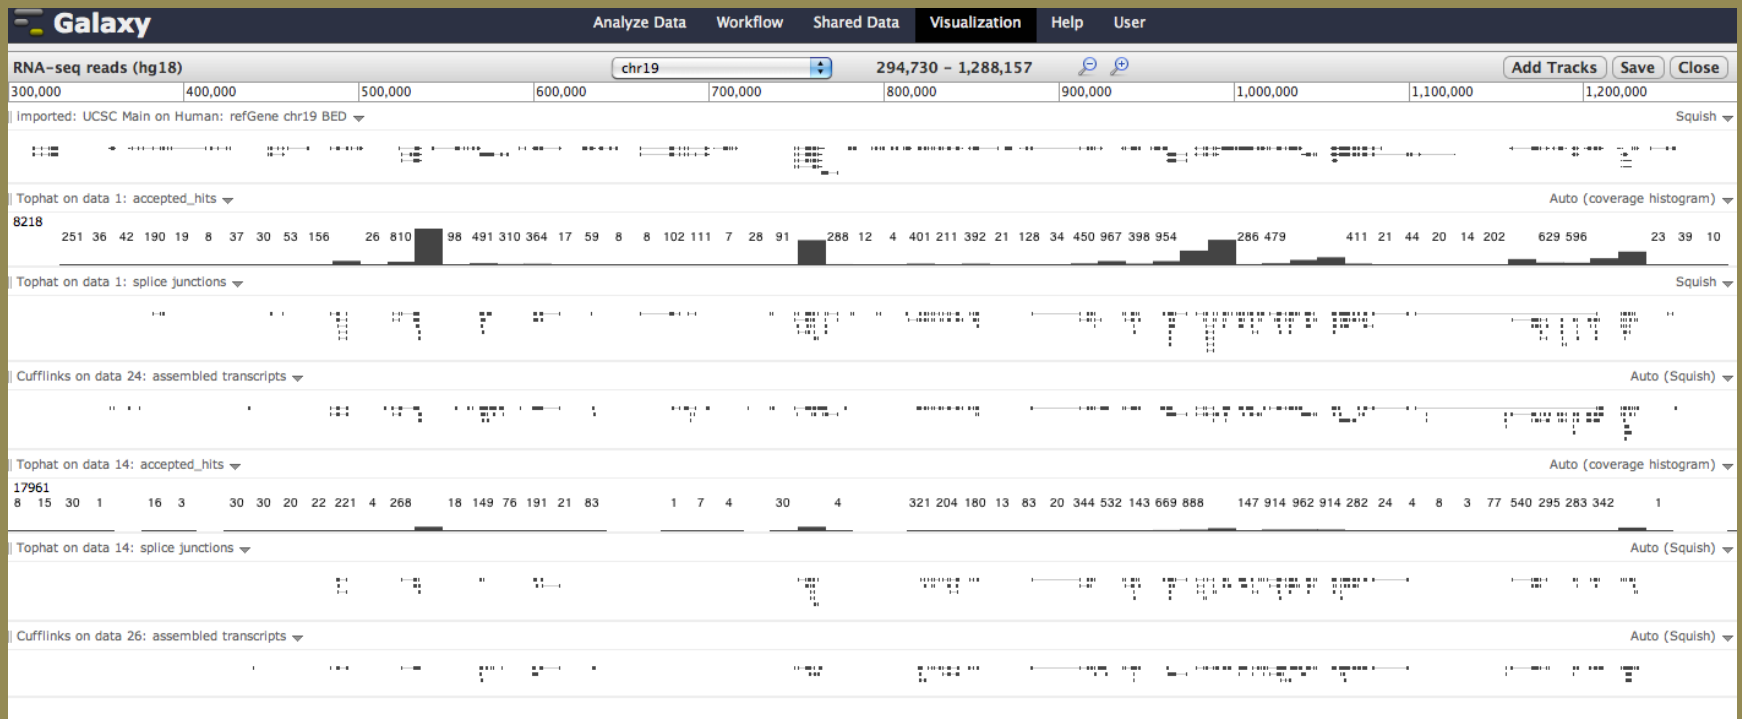 Galaxy Analyze Data Workflow Shared Data Visualization Help User
RNA-seq reads (hg18) chr19 294,730 - 1,288,157 Add Tracks Save Close
300,000 400,000 500,000 600,000 700,000 800,000 900,000 1,000,000 1,100,000 1,200,000
imported: UCSC Main on Human: refGene chr19 BED Squish
Tophat on data 1: accepted_hits Auto (coverage histogram)
8218
251 36 42 190 19 8 37 30 53 156 26 810 98 491 310 364 17 59 8 8 102 111 7 28 91 288 12 4 401 211 392 21 128 34 450 967 398 954 286 479 411 21 44 20 14 202 629 596 23 39 10
Tophat on data 1: splice junctions Squish
Cufflinks on data 24: assembled transcripts Auto (Squish)
Tophat on data 14: accepted_hits Auto (coverage histogram)
17961
8 15 30 1 16 3 30 30 20 22 221 4 268 18 149 76 191 21 83 1 7 4 30 4 321 204 180 13 83 20 344 532 143 669 888 147 914 962 914 282 24 4 8 3 77 540 295 283 342 1
Tophat on data 14: splice junctions Auto (Squish)
Cufflinks on data 26: assembled transcripts Auto (Squish)